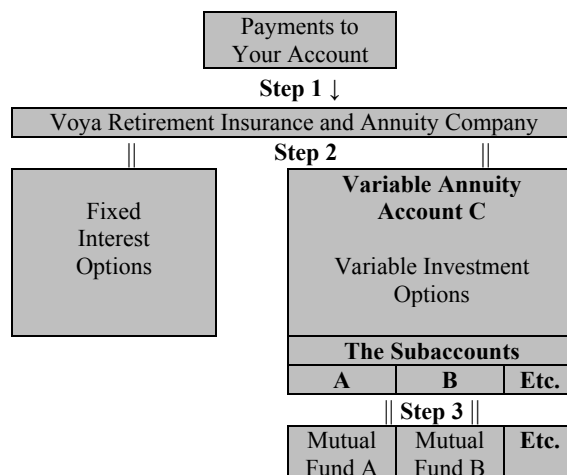 Payments to
Your Account
Step 1 ↓
Voya Retirement Insurance and Annuity Company
|| Step 2 ||
Fixed
Interest
Options
Variable Annuity
Account C
Variable Investment
Options
The Subaccounts
A B Etc.
|| Step 3 ||
Mutual Mutual Etc.
Fund A Fund B